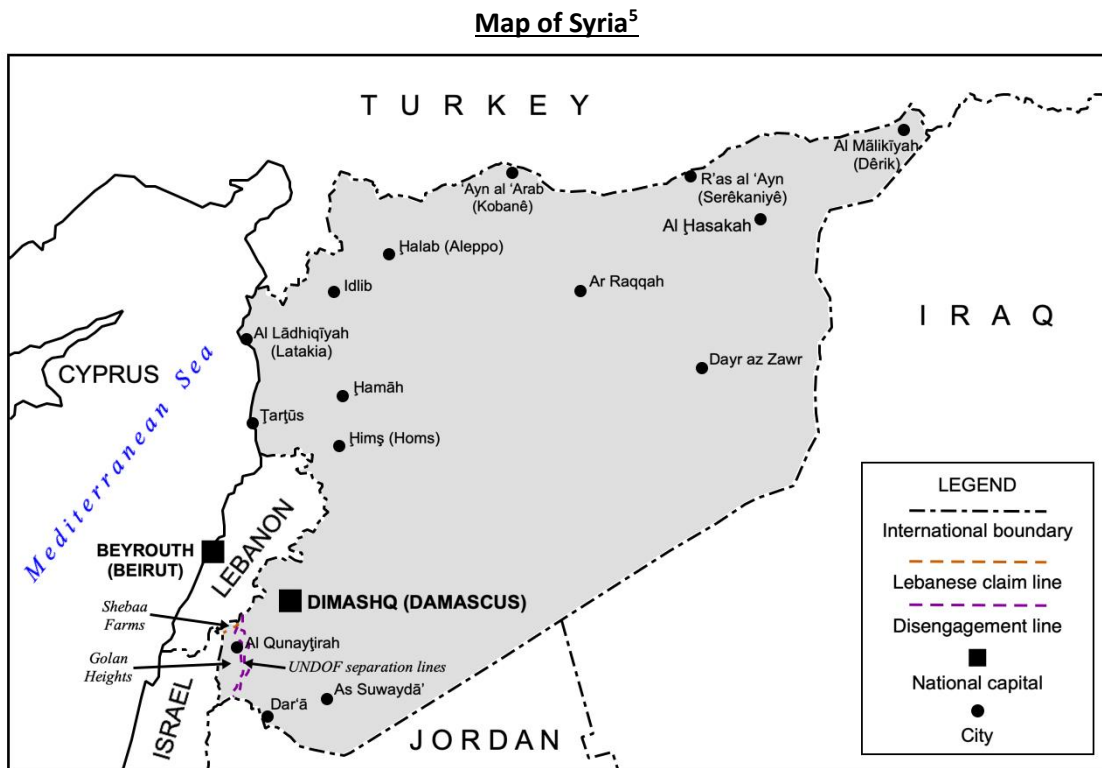 Map of Syria5
T U R K E Y
Al Mālikīyah
(Dêrik)
‘Ayn al ‘Arab
(Kobanê)
R’as al ‘Ayn
(Serêkaniyê)
Al Ḩasakah
Ḩalab (Aleppo)
Idlib
Ar Raqqah
I R A Q
Al Lādhiqīyah
(Latakia)
CYPRUS
Mediterranean Sea
Dayr az Zawr
Ḩamāh
Ţarţūs
Ḩimş (Homs)
LEBANON
BEYROUTH
(BEIRUT)
DIMASHQ (DAMASCUS)
Shebaa
Farms
Al Qunayţirah
Golan
Heights
UNDOF separation lines
ISRAEL
As Suwaydā’
Dar‘ā
J O R D A N
LEGEND
International boundary
Lebanese claim line
Disengagement line
National capital
City